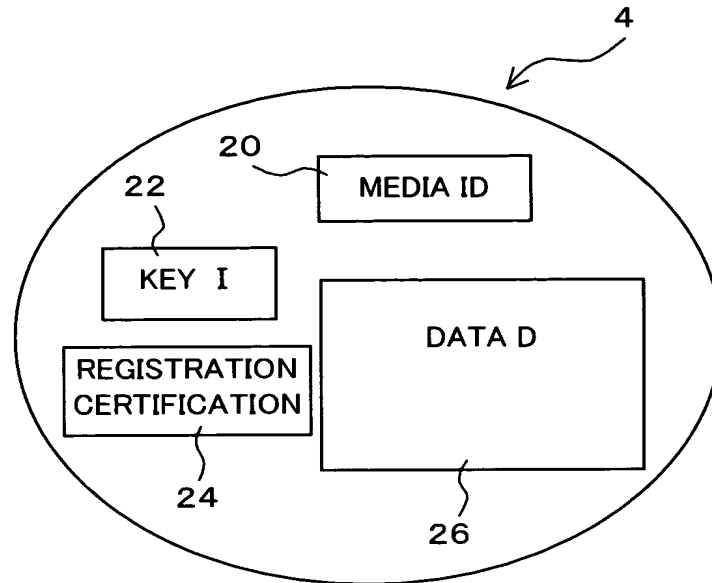 4
20
MEDIA ID
22
KEY I
DATA D
REGISTRATION
CERTIFICATION
24
26